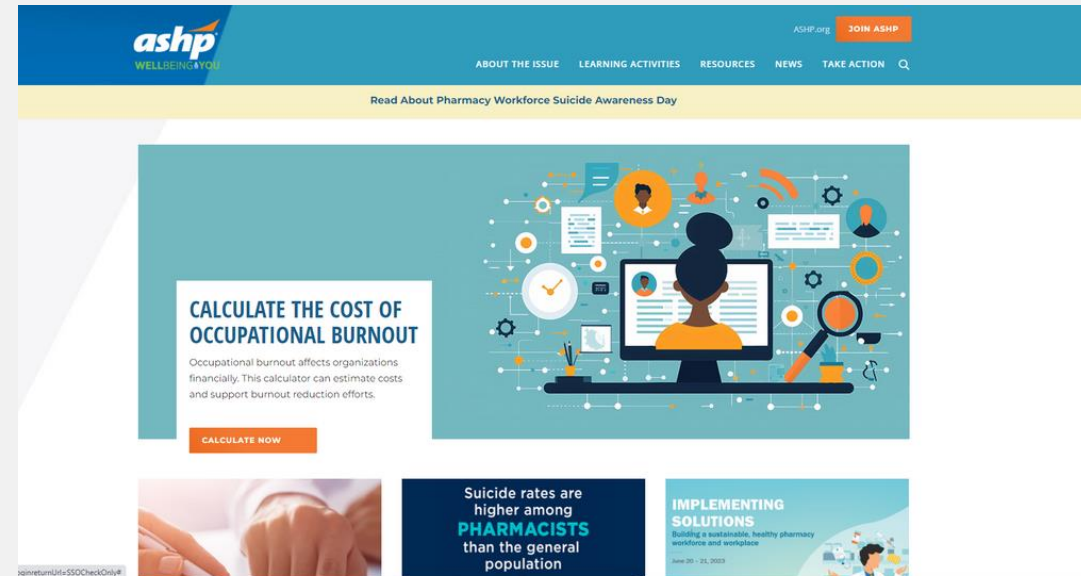 ashp
WELLBEING & YOU
ASHP.org
JOIN ASHP
ABOUT THE ISSUE
LEARNING ACTIVITIES
RESOURCES
NEWS
TAKE ACTION
Read About Pharmacy Workforce Suicide Awareness Day
CALCULATE THE COST OF
OCCUPATIONAL BURNOUT
Occupational burnout affects organizations
financially. This calculator can estimate costs
and support burnout reduction efforts.
CALCULATE NOW
Suicide rates are
higher among
PHARMACISTS
than the general
population
IMPLEMENTING
SOLUTIONS
Building a sustainable, healthy pharmacy
workforce and workplace
June 20 – 21, 2023
oginreturnUrl=SSOCheckOnly#